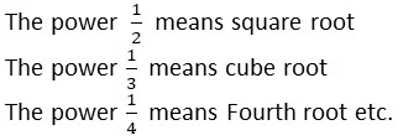 The power 1/2 means square root
The power 1/3 means cube root
The power 1/4 means Fourth root etc.